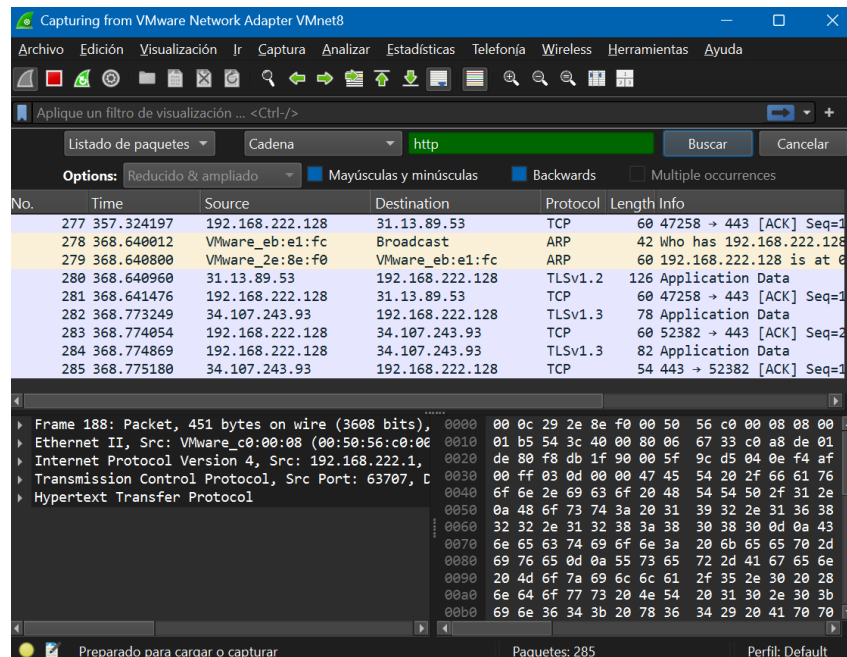 Capturing from VMware Network Adapter VMnet8
Archivo Edición Visualización Ir Captura Analizar Estadísticas Telefonía Wireless Herramientas Ayuda
Aplique un filtro de visualización ... <Ctrl-/>
Listado de paquetes Cadena http Buscar Cancelar
Options: Reducido & ampliado Mayúsculas y minúsculas Backwards Multiple occurrences
No. Time Source Destination Protocol Length Info
277 357.324197 192.168.222.128 31.13.89.53 TCP 60 47258 → 443 [ACK] Seq=1
278 368.640012 VMware_eb:e1:fc Broadcast ARP 42 Who has 192.168.222.128
279 368.640800 VMware_2e:8e:f0 VMware_eb:e1:fc ARP 60 192.168.222.128 is at 0
280 368.640960 31.13.89.53 192.168.222.128 TLSv1.2 126 Application Data
281 368.641476 192.168.222.128 31.13.89.53 TCP 60 47258 → 443 [ACK] Seq=1
282 368.773249 34.107.243.93 192.168.222.128 TLSv1.3 78 Application Data
283 368.774054 192.168.222.128 34.107.243.93 TCP 60 52382 → 443 [ACK] Seq=2
284 368.774869 192.168.222.128 34.107.243.93 TLSv1.3 82 Application Data
285 368.775180 34.107.243.93 192.168.222.128 TCP 54 443 → 52382 [ACK] Seq=1
Frame 188: Packet, 451 bytes on wire (3608 bits),
Ethernet II, Src: VMware_c0:00:08 (00:50:56:c0:00
Internet Protocol Version 4, Src: 192.168.222.1,
Transmission Control Protocol, Src Port: 63707, D
Hypertext Transfer Protocol
0000 00 0c 29 2e 8e f0 00 50 56 c0 00 08 08 00
0010 01 b5 54 3c 40 00 80 06 67 33 c0 a8 de 01
0020 de 80 f8 db 1f 90 00 5f 9c d5 04 0e f4 af
0030 00 ff 03 0d 00 00 47 45 54 20 2f 66 61 76
0040 6f 6e 2e 69 63 6f 20 48 54 54 50 2f 31 2e
0050 0a 48 6f 73 74 3a 20 31 39 32 2e 31 36 38
0060 32 32 2e 31 32 38 3a 38 30 38 30 0d 0a 43
0070 6e 65 63 74 69 6f 6e 3a 20 6b 65 65 70 2d
0080 69 76 65 0d 0a 55 73 65 72 2d 41 67 65 6e
0090 20 4d 6f 7a 69 6c 6c 61 2f 35 2e 30 20 28
00a0 6e 64 6f 77 73 20 4e 54 20 31 30 2e 30 3b
00b0 69 6e 36 34 3b 20 78 36 34 29 20 41 70 70
Preparado para cargar o capturar Paquetes: 285 Perfil: Default